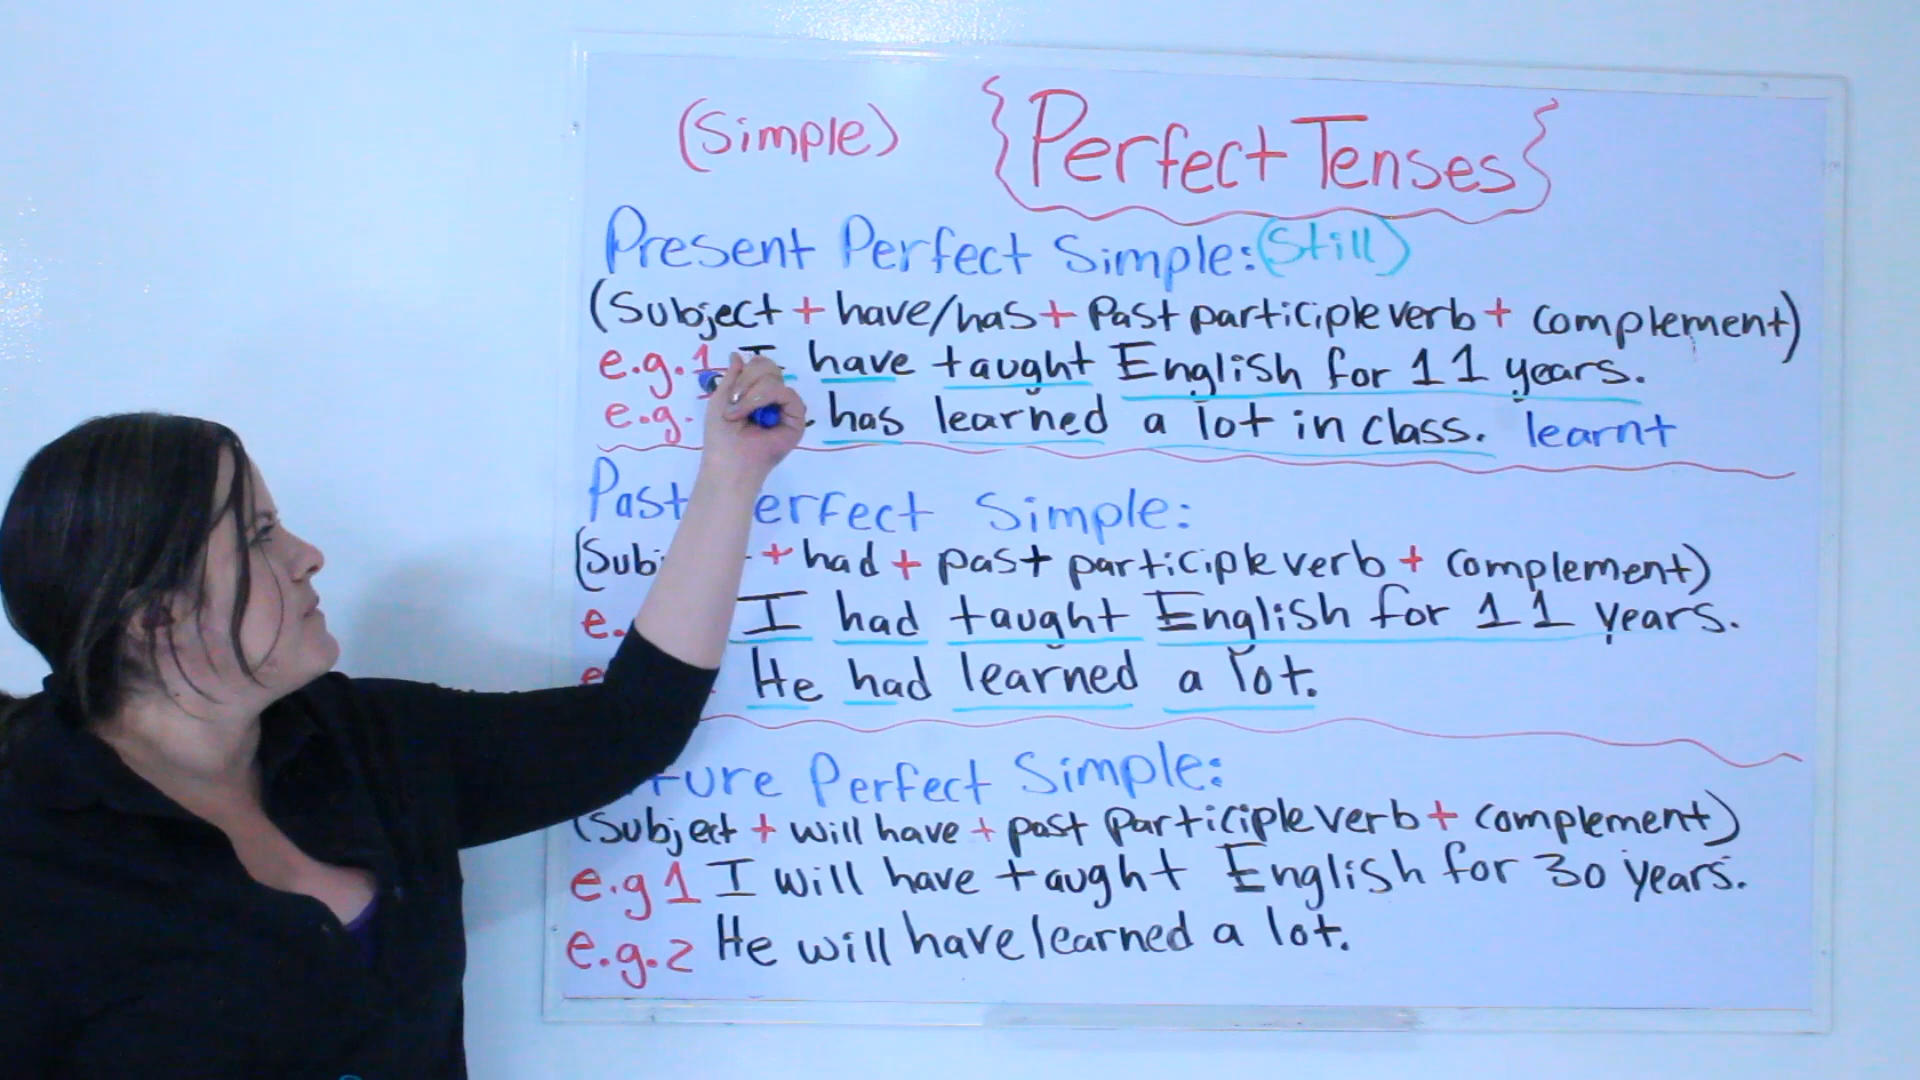 (Simple) {Perfect Tenses}
Present Perfect Simple: (Still)
(Subject + have/has + Past participle verb + complement)
e.g. 1 I have taught English for 11 years.
e.g. has learned a lot in class. learnt
Past Perfect Simple:
+ had + past participle verb + complement)
I had taught English for 11 years.
He had learned a lot.
Perfect Simple:
(Subject + will have + past participle verb + complement)
e.g 1 I will have taught English for 30 years.
e.g. 2 He will have learned a lot.